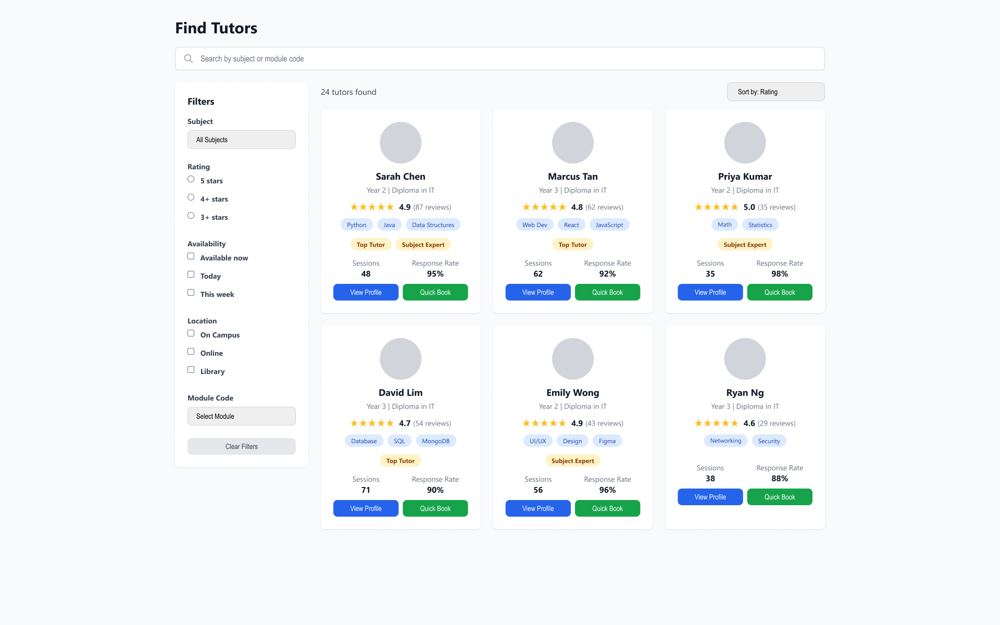 Find Tutors
Search by subject or module code
Filters
Subject
All Subjects
Rating
5 stars
4+ stars
3+ stars
Availability
Available now
Today
This week
Location
On Campus
Online
Library
Module Code
Select Module
Clear Filters
24 tutors found
Sort by: Rating
Sarah Chen
Year 2 | Diploma in IT
★★★★★ 4.9 (87 reviews)
Python Java Data Structures
Top Tutor Subject Expert
Sessions Response Rate
48 95%
View Profile Quick Book
Marcus Tan
Year 3 | Diploma in IT
★★★★★ 4.8 (62 reviews)
Web Dev React JavaScript
Top Tutor
Sessions Response Rate
62 92%
View Profile Quick Book
Priya Kumar
Year 2 | Diploma in IT
★★★★★ 5.0 (35 reviews)
Math Statistics
Subject Expert
Sessions Response Rate
35 98%
View Profile Quick Book
David Lim
Year 3 | Diploma in IT
★★★★★ 4.7 (54 reviews)
Database SQL MongoDB
Top Tutor
Sessions Response Rate
71 90%
View Profile Quick Book
Emily Wong
Year 2 | Diploma in IT
★★★★★ 4.9 (43 reviews)
UI/UX Design Figma
Subject Expert
Sessions Response Rate
56 96%
View Profile Quick Book
Ryan Ng
Year 3 | Diploma in IT
★★★★★ 4.6 (29 reviews)
Networking Security
Sessions Response Rate
38 88%
View Profile Quick Book